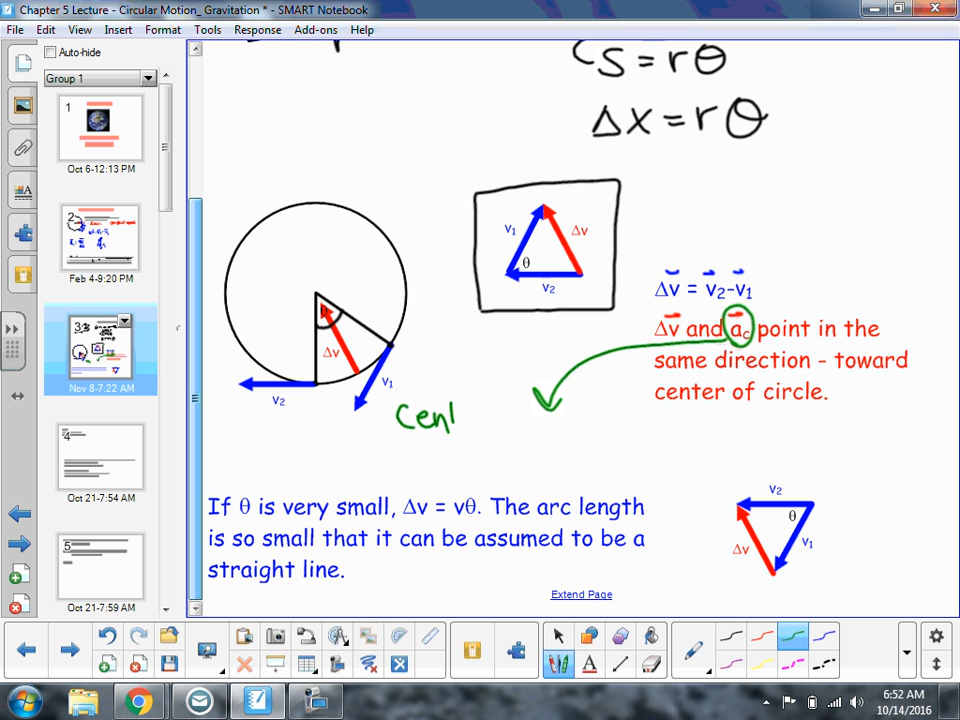 Chapter 5 Lecture - Circular Motion_ Gravitation * - SMART Notebook
File Edit View Insert Format Tools Response Add-ons Help
Auto-hide
Group 1
1
Oct 6-12:13 PM
2
Feb 4-9:20 PM
3
Nov 8-7:22 AM
4
Oct 21-7:54 AM
5
Oct 21-7:59 AM
S = rθ
Δx = rθ
v₁
Δv
θ
v₂
Δv
v₁
v₂
Δv = v₂-v₁
Δv and a꜀ point in the
same direction - toward
center of circle.
Cent
If θ is very small, Δv = vθ. The arc length
is so small that it can be assumed to be a
straight line.
v₂
θ
Δv
v₁
Extend Page
6:52 AM
10/14/2016